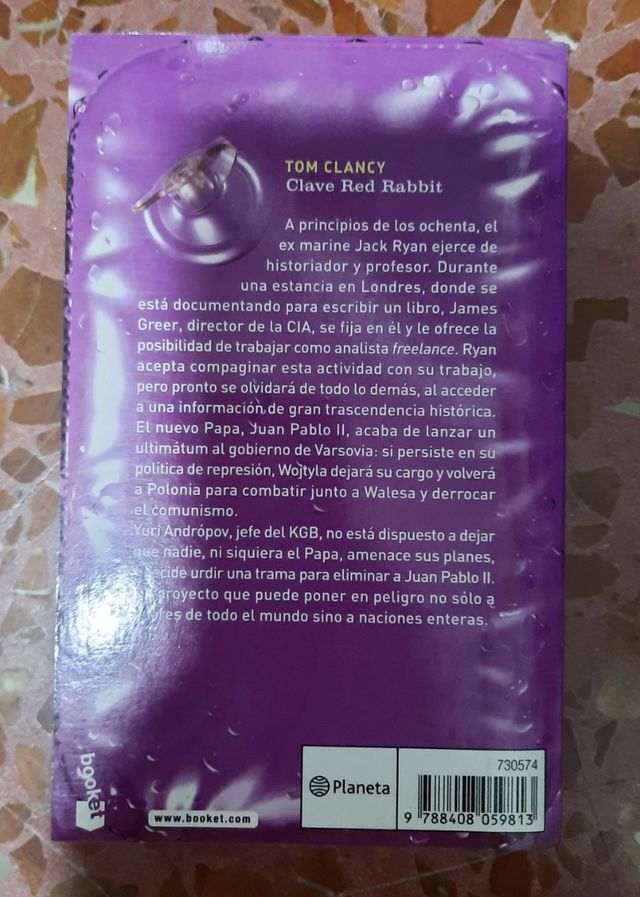 TOM CLANCY
Clave Red Rabbit
A principios de los ochenta, el
ex marine Jack Ryan ejerce de
historiador y profesor. Durante
una estancia en Londres, donde se
está documentando para escribir un libro, James
Greer, director de la CIA, se fija en él y le ofrece la
posibilidad de trabajar como analista freelance. Ryan
acepta compaginar esta actividad con su trabajo,
pero pronto se olvidará de todo lo demás, al acceder
a una información de gran trascendencia histórica.
El nuevo Papa, Juan Pablo II, acaba de lanzar un
ultimátum al gobierno de Varsovia: si persiste en su
política de represión, Wojtyla dejará su cargo y volverá
a Polonia para combatir junto a Walesa y derrocar
el comunismo.
Yuri Andrópov, jefe del KGB, no está dispuesto a dejar
que nadie, ni siquiera el Papa, amenace sus planes,
urdir una trama para eliminar a Juan Pablo II.
proyecto que puede poner en peligro no sólo a
de todo el mundo sino a naciones enteras.
booket
www.booket.com
Planeta
730574
9 788408 059813